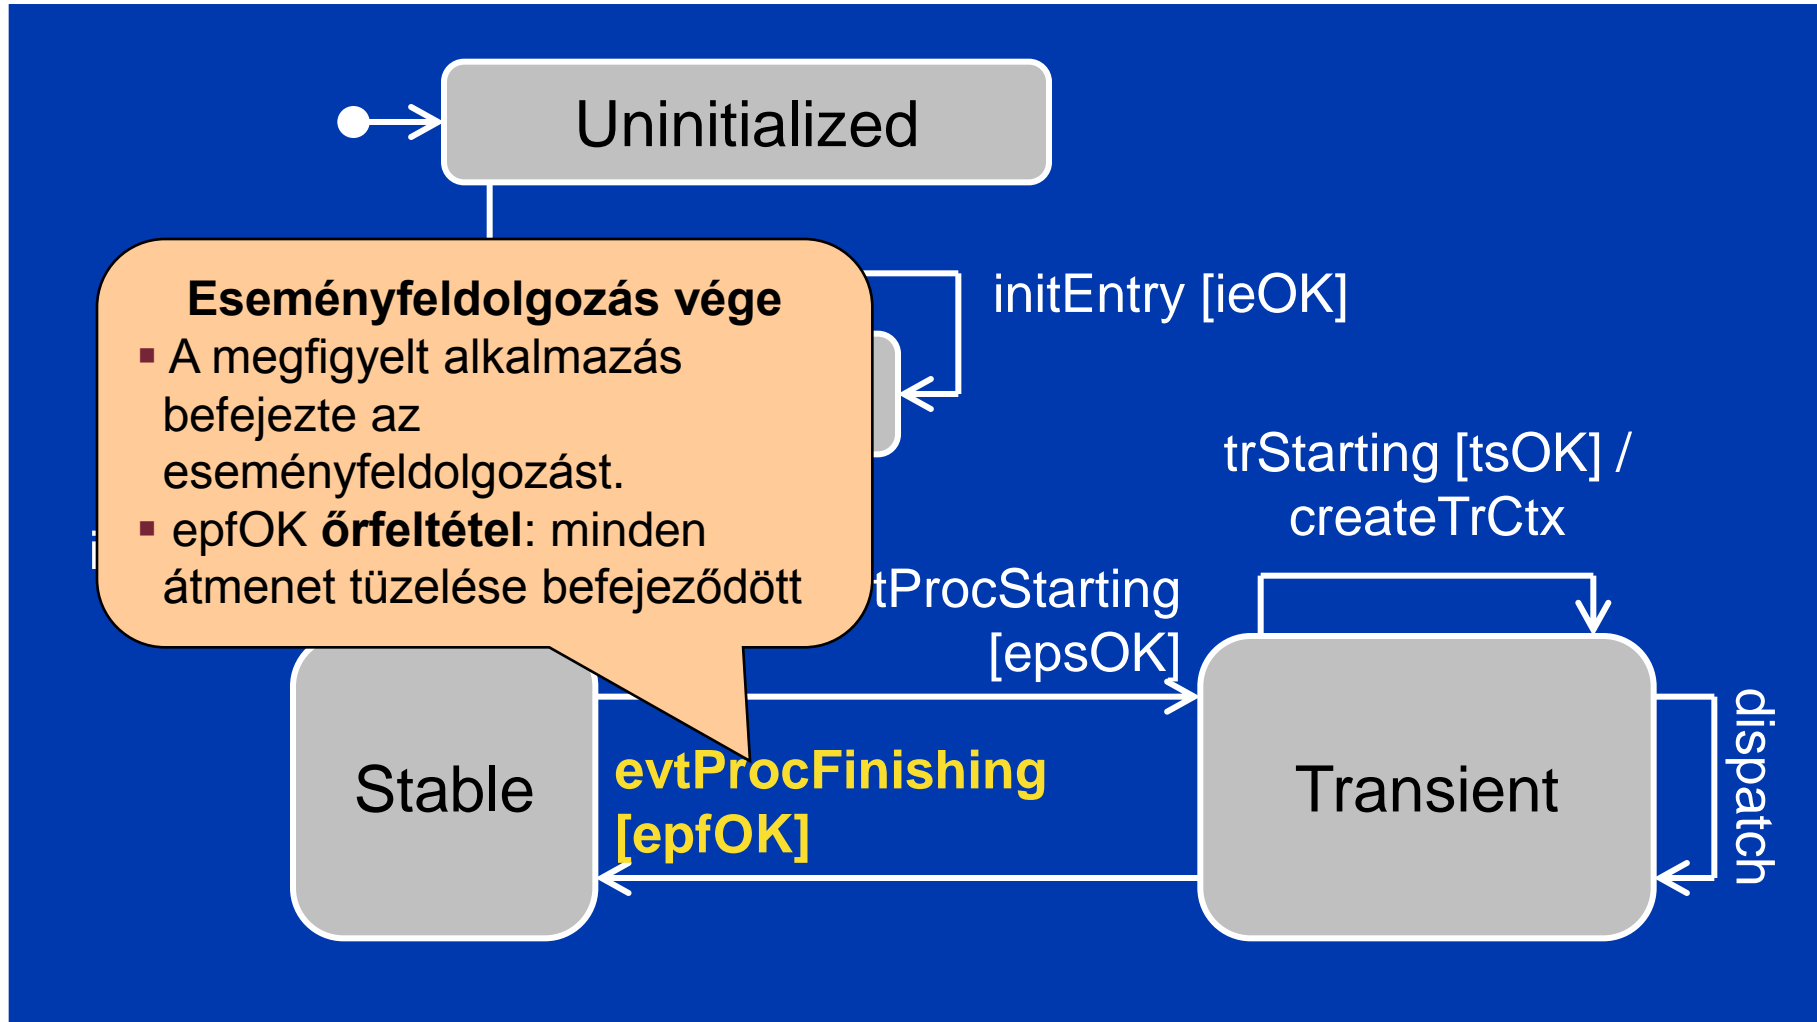 Uninitialized
initEntry [ieOK]
Eseményfeldolgozás vége
▪ A megfigyelt alkalmazás
befejezte az
eseményfeldolgozást.
▪ epfOK őrfeltétel: minden
átmenet tüzelése befejeződött
trStarting [tsOK] /
createTrCtx
tProcStarting
[epsOK]
Stable
evtProcFinishing
[epfOK]
Transient
dispatch